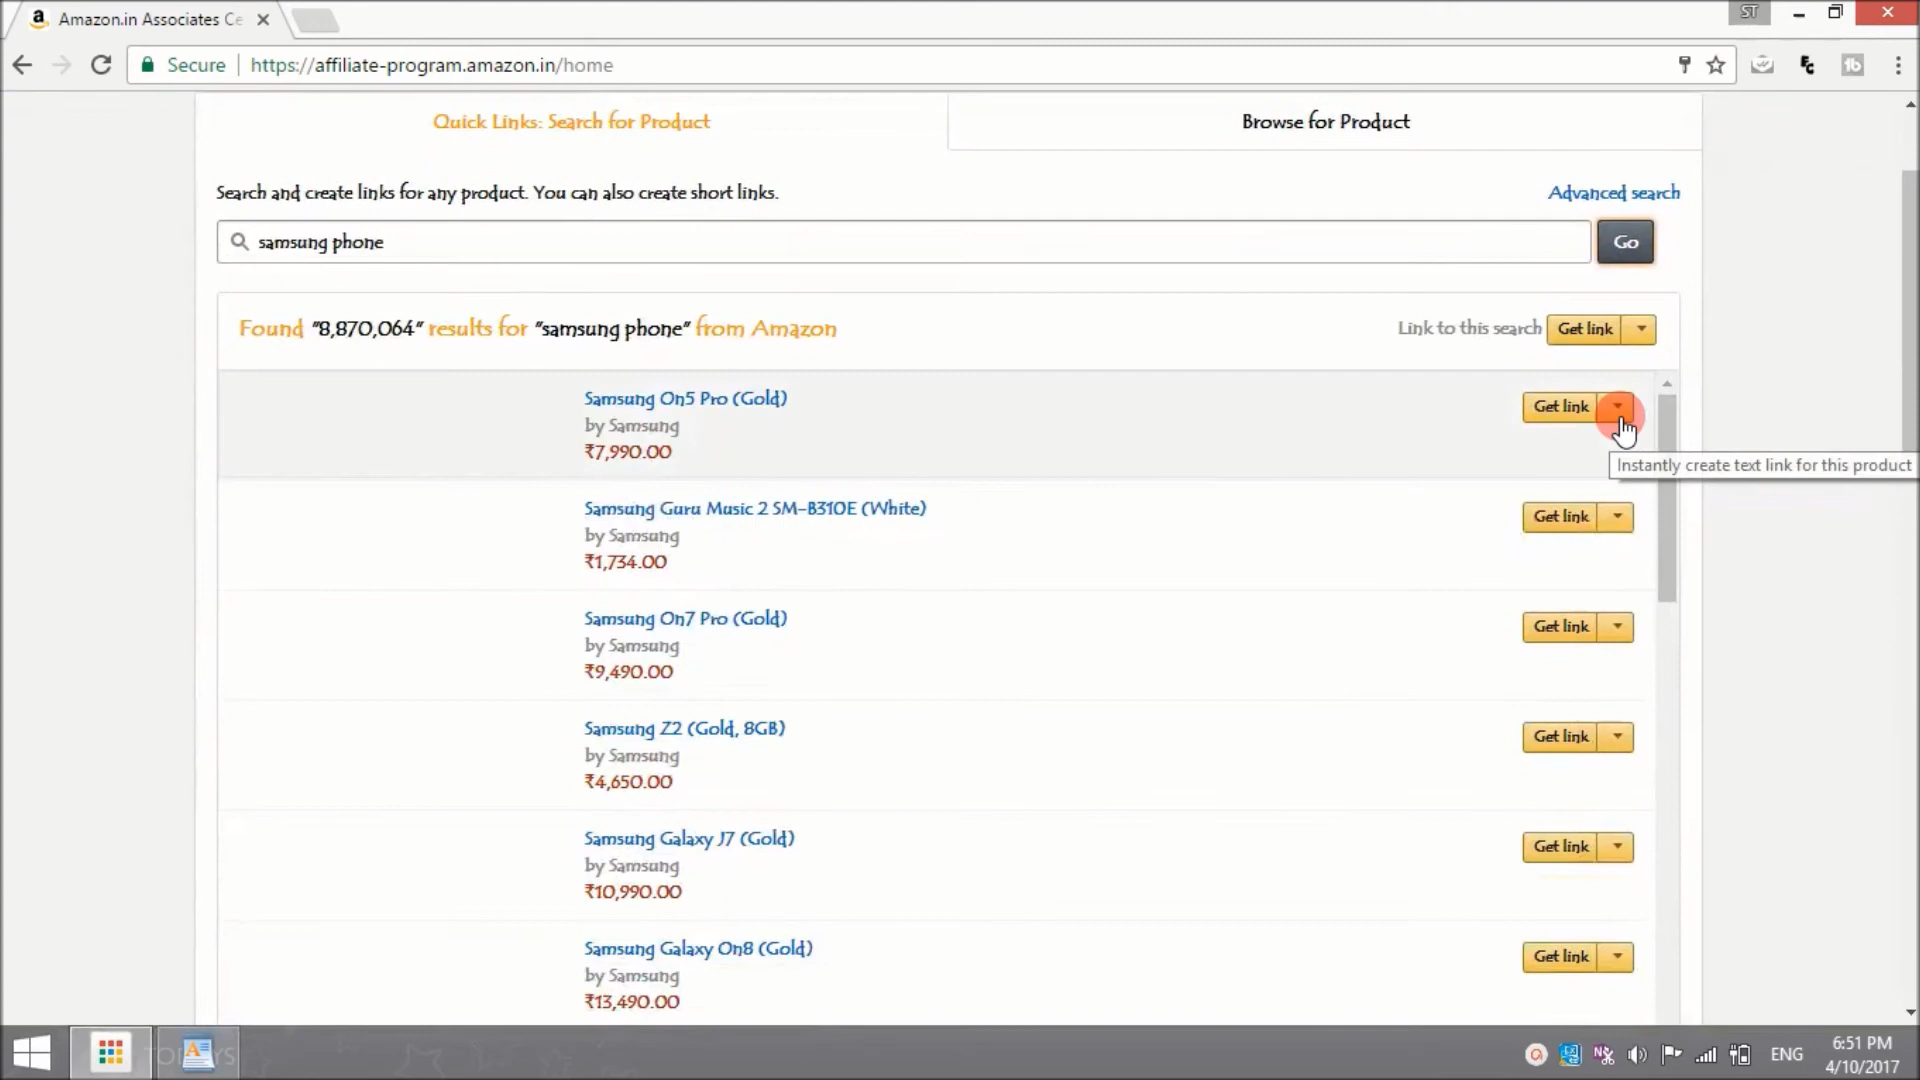 Amazon.in Associates Ce
ST
Secure
https://affiliate-program.amazon.in/home
Quick Links: Search for Product
Browse for Product
Search and create links for any product. You can also create short links.
Advanced search
samsung phone
Go
Found "8,870,064" results for "samsung phone" from Amazon
Link to this search
Get link
Samsung On5 Pro (Gold)
by Samsung
₹7,990.00
Get link
Instantly create text link for this product
Samsung Guru Music 2 SM-B310E (White)
by Samsung
₹1,734.00
Get link
Samsung On7 Pro (Gold)
by Samsung
₹9,490.00
Get link
Samsung Z2 (Gold, 8GB)
by Samsung
₹4,650.00
Get link
Samsung Galaxy J7 (Gold)
by Samsung
₹10,990.00
Get link
Samsung Galaxy On8 (Gold)
by Samsung
₹13,490.00
Get link
ENG
6:51 PM
4/10/2017